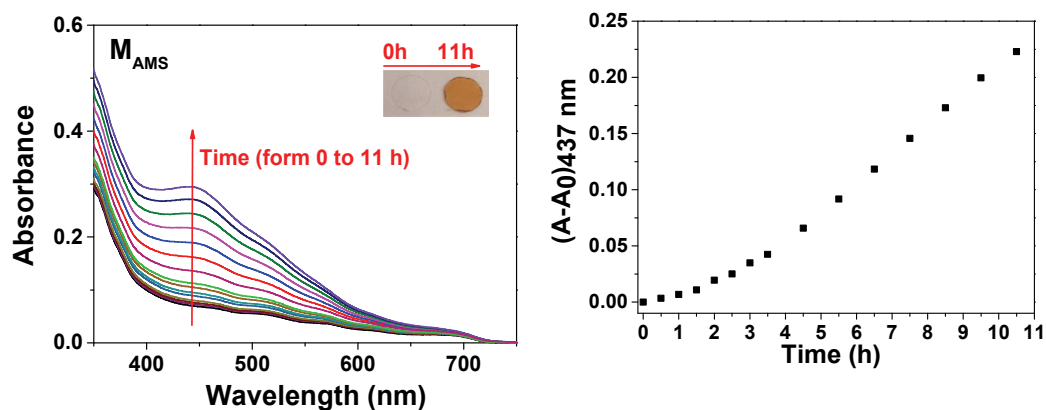 M_AMS
0h 11h
Time (form 0 to 11 h)
Absorbance
0.6
0.4
0.2
0.0
400 500 600 700
Wavelength (nm)
(A-A0)437 nm
0.25
0.20
0.15
0.10
0.05
0.00
0 1 2 3 4 5 6 7 8 9 10 11
Time (h)